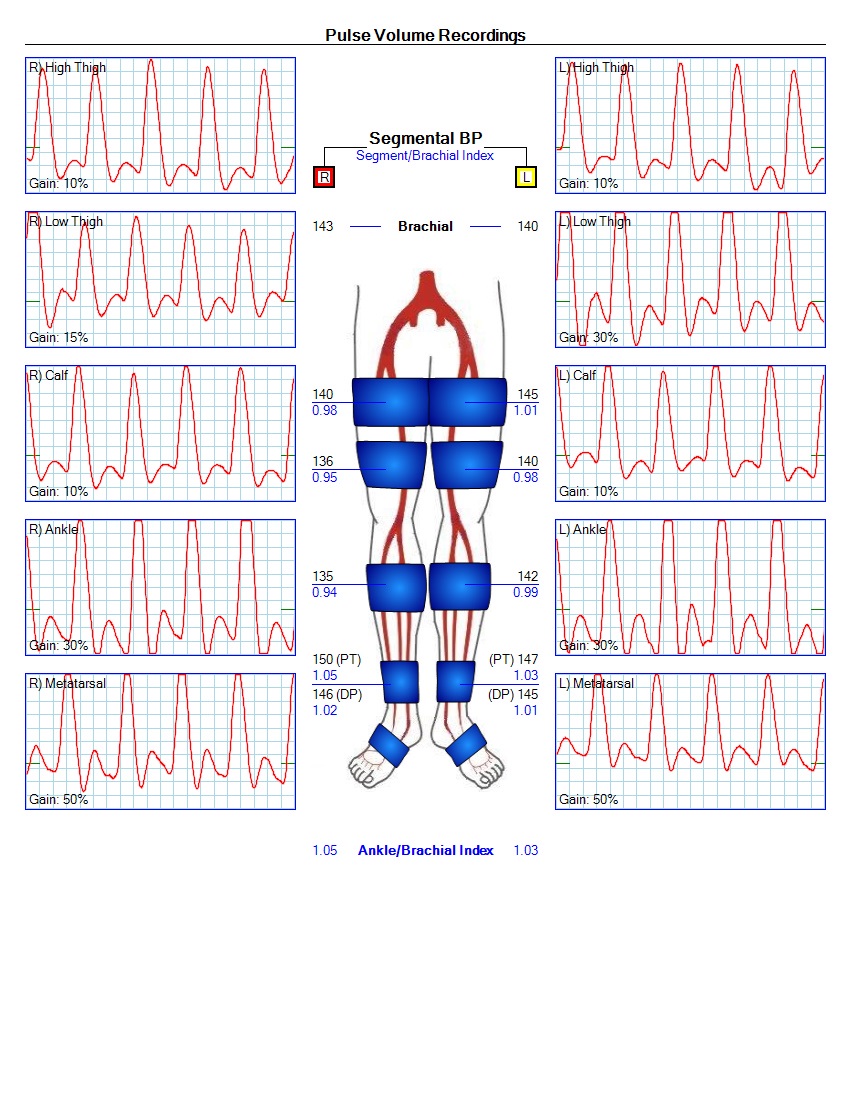 Pulse Volume Recordings
R) High Thigh
Gain: 10%
L) High Thigh
Gain: 10%
Segmental BP
Segment/Brachial Index
R
L
143 Brachial 140
R) Low Thigh
Gain: 15%
L) Low Thigh
Gain: 30%
140
0.98
145
1.01
R) Calf
Gain: 10%
L) Calf
Gain: 10%
136
0.95
140
0.98
R) Ankle
Gain: 30%
L) Ankle
Gain: 30%
135
0.94
142
0.99
150 (PT)
1.05
146 (DP)
1.02
(PT) 147
1.03
(DP) 145
1.01
R) Metatarsal
Gain: 50%
L) Metatarsal
Gain: 50%
1.05 Ankle/Brachial Index 1.03